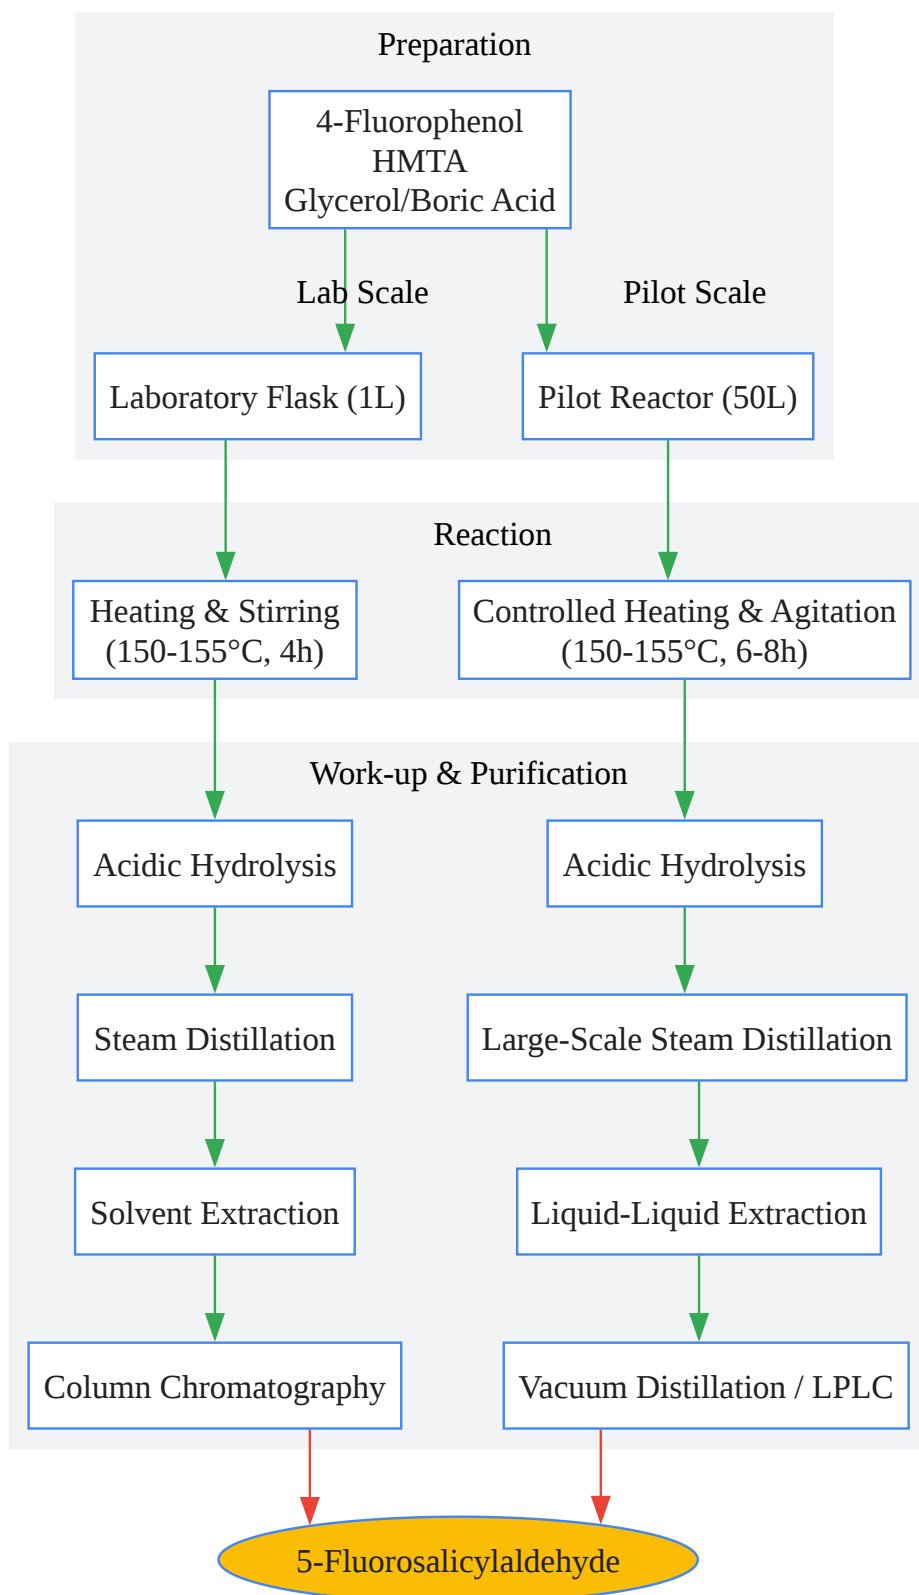 Preparation
4-Fluorophenol
HMTA
Glycerol/Boric Acid
Lab Scale
Pilot Scale
Laboratory Flask (1L)
Pilot Reactor (50L)
Reaction
Heating & Stirring
(150-155°C, 4h)
Controlled Heating & Agitation
(150-155°C, 6-8h)
Work-up & Purification
Acidic Hydrolysis
Acidic Hydrolysis
Steam Distillation
Large-Scale Steam Distillation
Solvent Extraction
Liquid-Liquid Extraction
Column Chromatography
Vacuum Distillation / LPLC
5-Fluorosalicylaldehyde